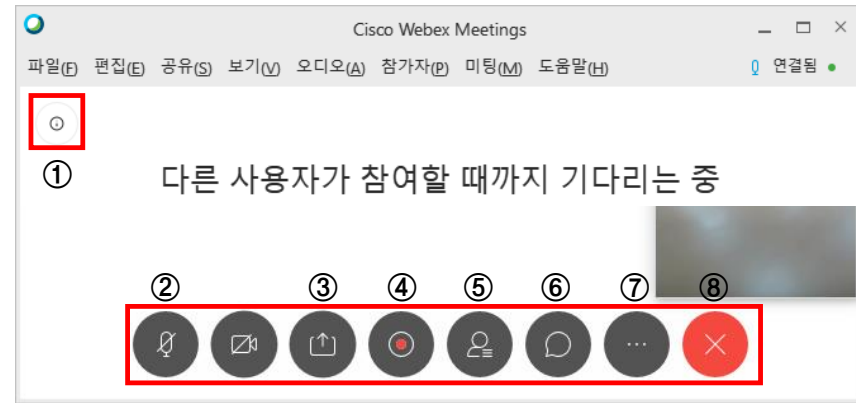 Cisco Webex Meetings
파일(F) 편집(E) 공유(S) 보기(V) 오디오(A) 참가자(P) 미팅(M) 도움말(H) 연결됨
①
다른 사용자가 참여할 때까지 기다리는 중
② ③ ④ ⑤ ⑥ ⑦ ⑧